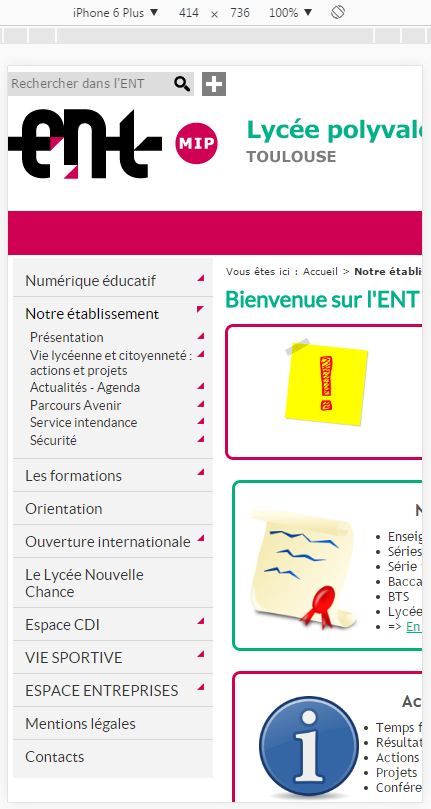 iPhone 6 Plus ▼ 414 × 736 100% ▼
Rechercher dans l'ENT
ent MIP
Lycée polyvale
TOULOUSE
Numérique éducatif
Notre établissement
Présentation
Vie lycéenne et citoyenneté :
actions et projets
Actualités - Agenda
Parcours Avenir
Service intendance
Sécurité
Les formations
Orientation
Ouverture internationale
Le Lycée Nouvelle
Chance
Espace CDI
VIE SPORTIVE
ESPACE ENTREPRISES
Mentions légales
Contacts
Vous êtes ici : Accueil > Notre établi
Bienvenue sur l'ENT
!
N
• Enseig
• Séries
• Série
• Bacca
• BTS
• Lycée
• => En
i
Ac
• Temps f
• Résultat
• Actions
• Projets
• Confére